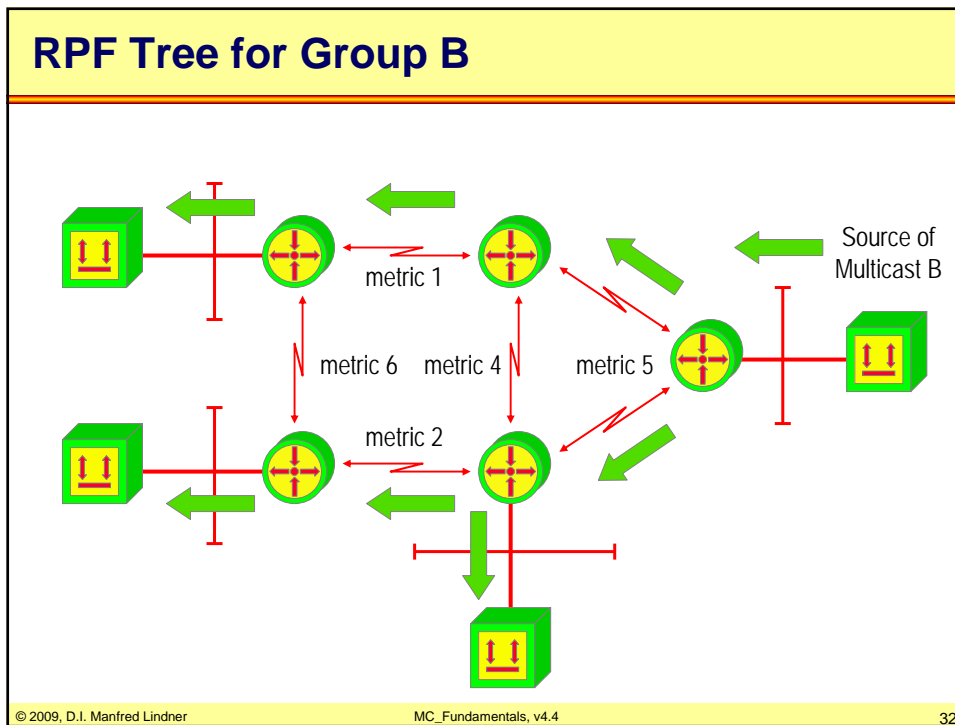 RPF Tree for Group B
Source of
Multicast B
metric 1
metric 6
metric 4
metric 5
metric 2
© 2009, D.I. Manfred Lindner
MC_Fundamentals, v4.4
32